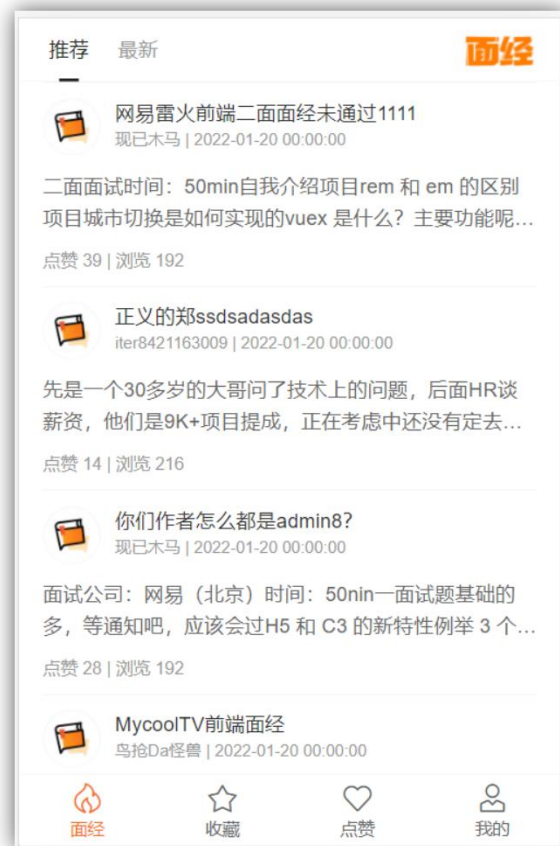 推荐 最新 面经
网易雷火前端二面面经未通过1111
现已木马 | 2022-01-20 00:00:00
二面面试时间：50min自我介绍项目rem 和 em 的区别
项目城市切换是如何实现的vuex 是什么？主要功能呢…
点赞 39 | 浏览 192
正义的郑ssdsadasdas
iter8421163009 | 2022-01-20 00:00:00
先是一个30多岁的大哥问了技术上的问题，后面HR谈
薪资，他们是9K+项目提成，正在考虑中还没有定去…
点赞 14 | 浏览 216
你们作者怎么都是admin8?
现已木马 | 2022-01-20 00:00:00
面试公司：网易（北京）时间：50nin一面试题基础的
多，等通知吧，应该会过H5 和 C3 的新特性例举 3 个…
点赞 28 | 浏览 192
MycoolTV前端面经
鸟抢Da怪兽 | 2022-01-20 00:00:00
面经 收藏 点赞 我的